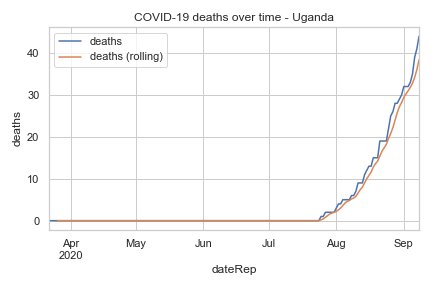 COVID-19 deaths over time - Uganda
deaths
deaths (rolling)
40
30
20
10
0
deaths
Apr May Jun Jul Aug Sep
2020
dateRep